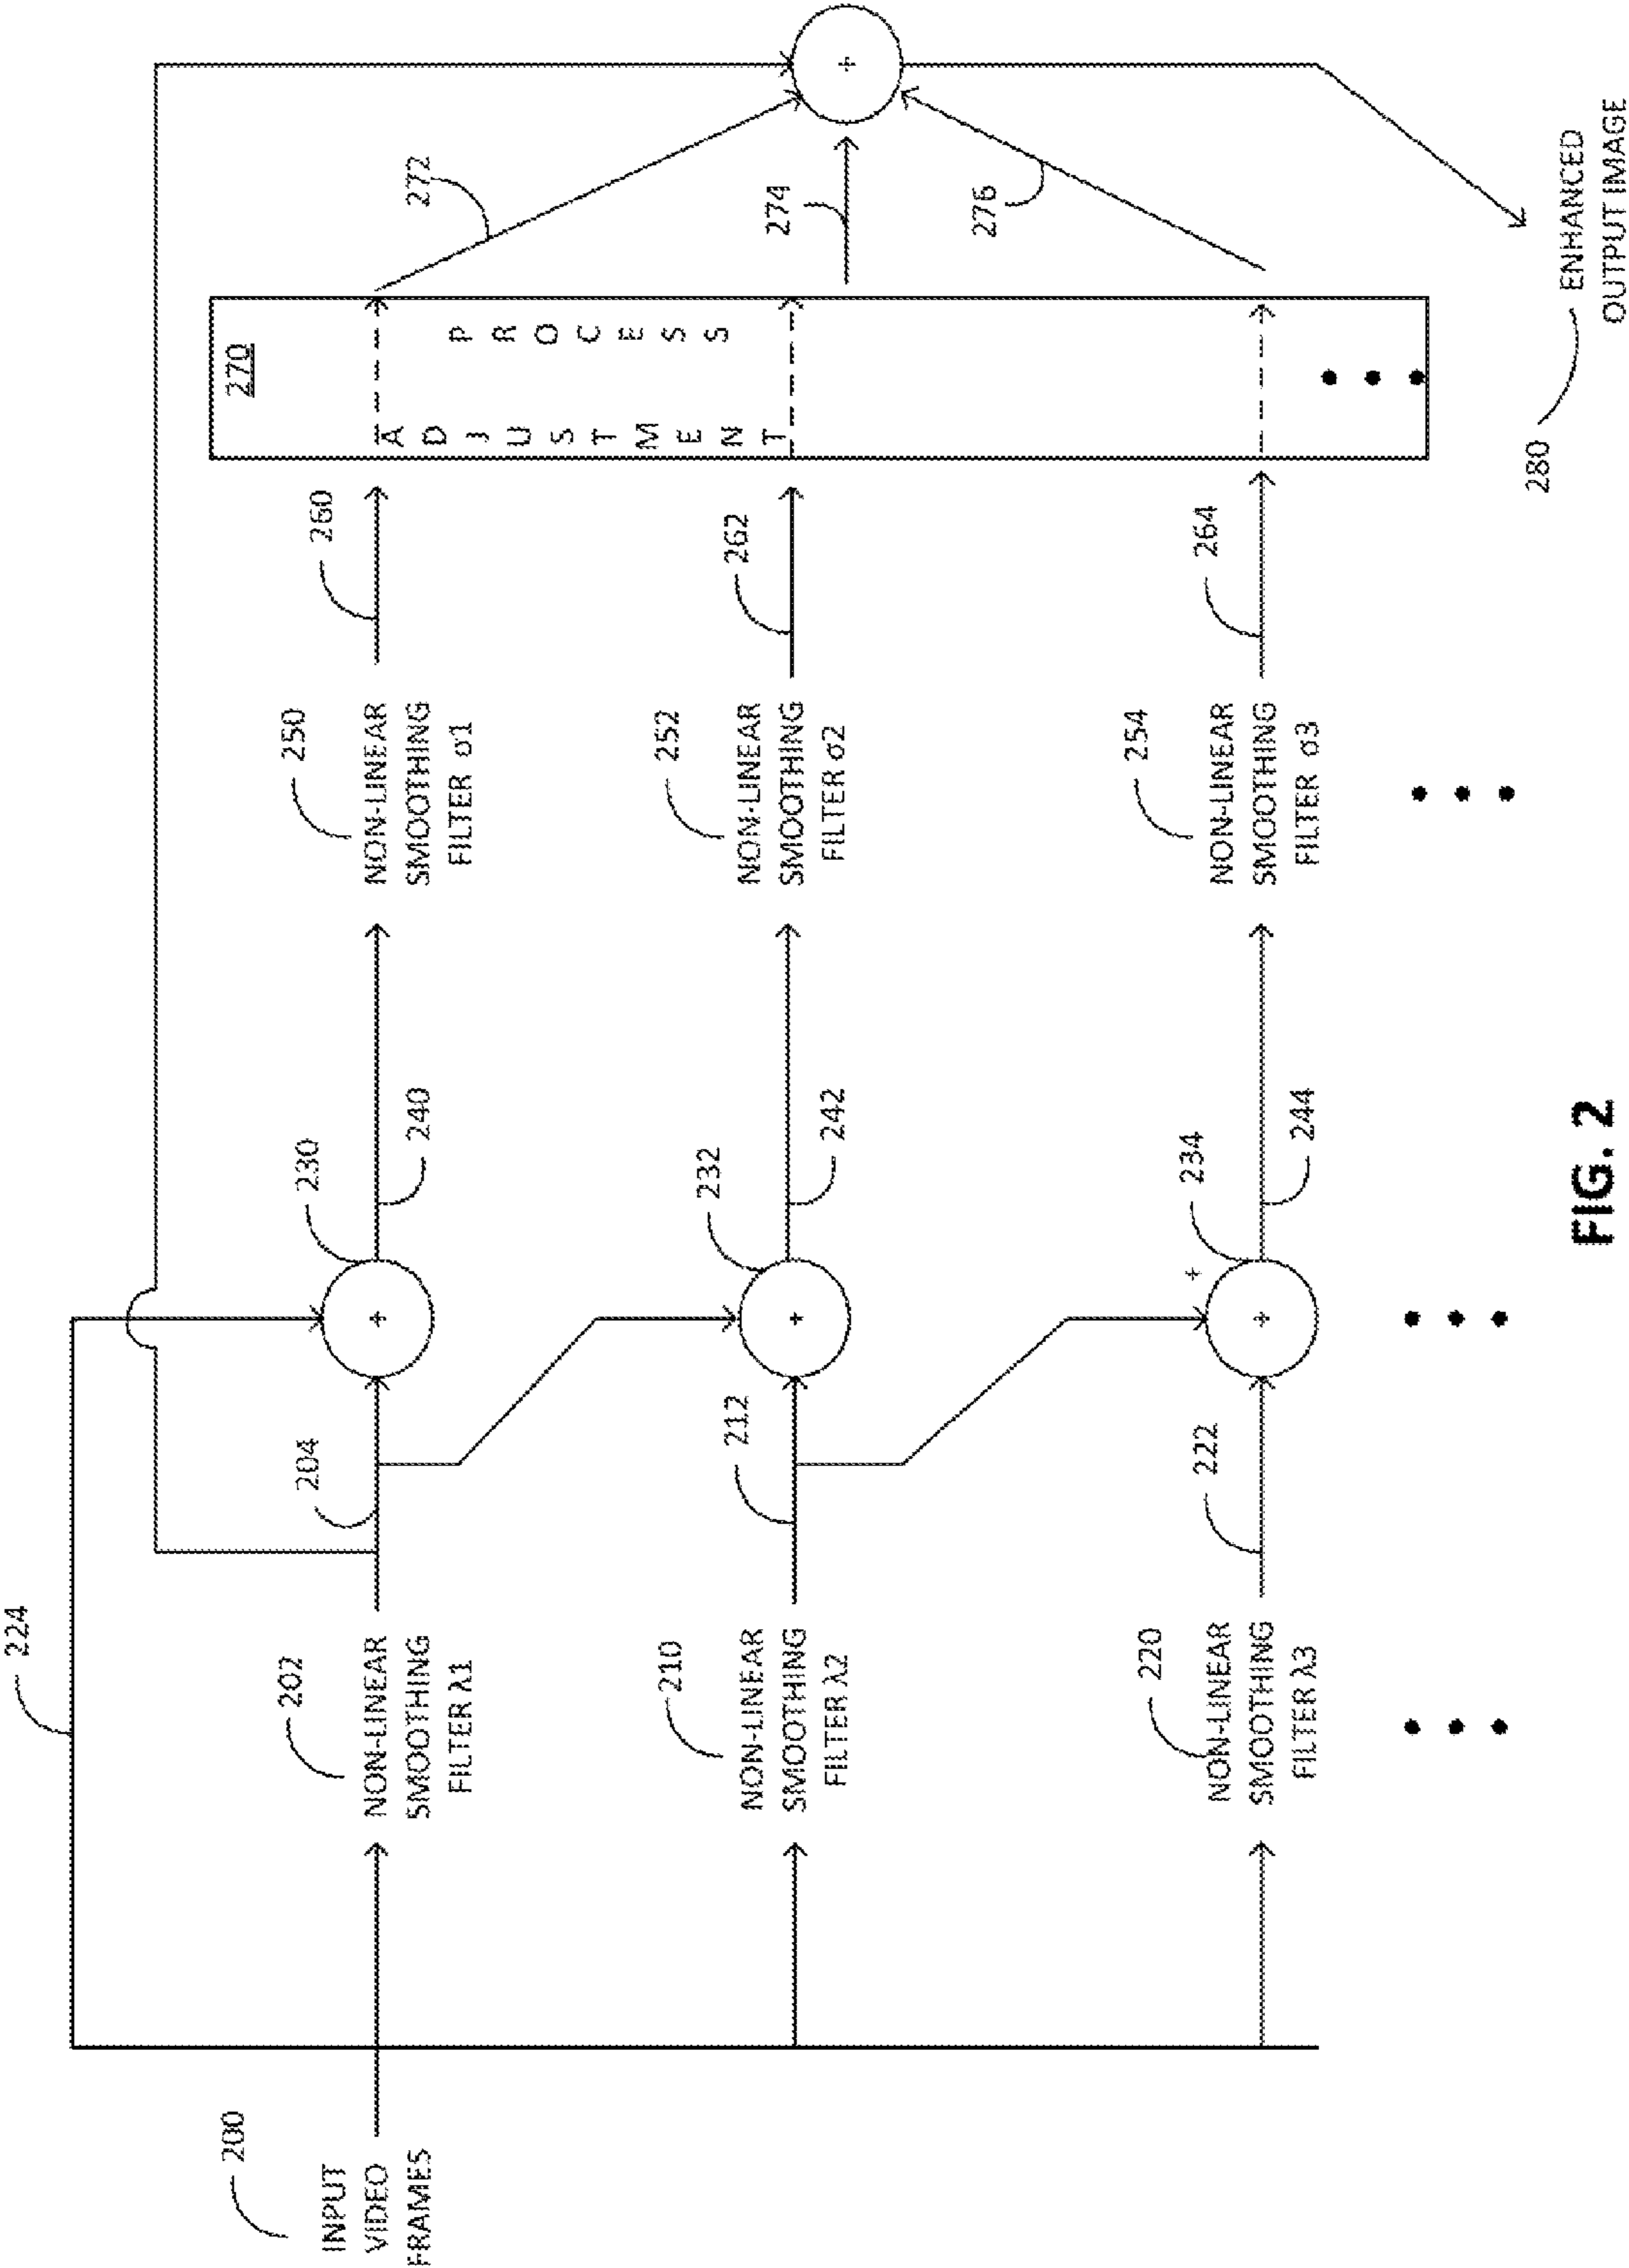 224
200
INPUT
VIDEO
FRAMES
202
NON-LINEAR
SMOOTHING
FILTER λ1
204
230
+
240
250
NON-LINEAR
SMOOTHING
FILTER σ1
260
210
NON-LINEAR
SMOOTHING
FILTER λ2
212
232
+
242
252
NON-LINEAR
SMOOTHING
FILTER σ2
262
220
NON-LINEAR
SMOOTHING
FILTER λ3
222
234
+
+
244
254
NON-LINEAR
SMOOTHING
FILTER σ3
264
270
ADJUSTMENT
PROCESS
272
274
276
+
280
ENHANCED
OUTPUT IMAGE
FIG. 2